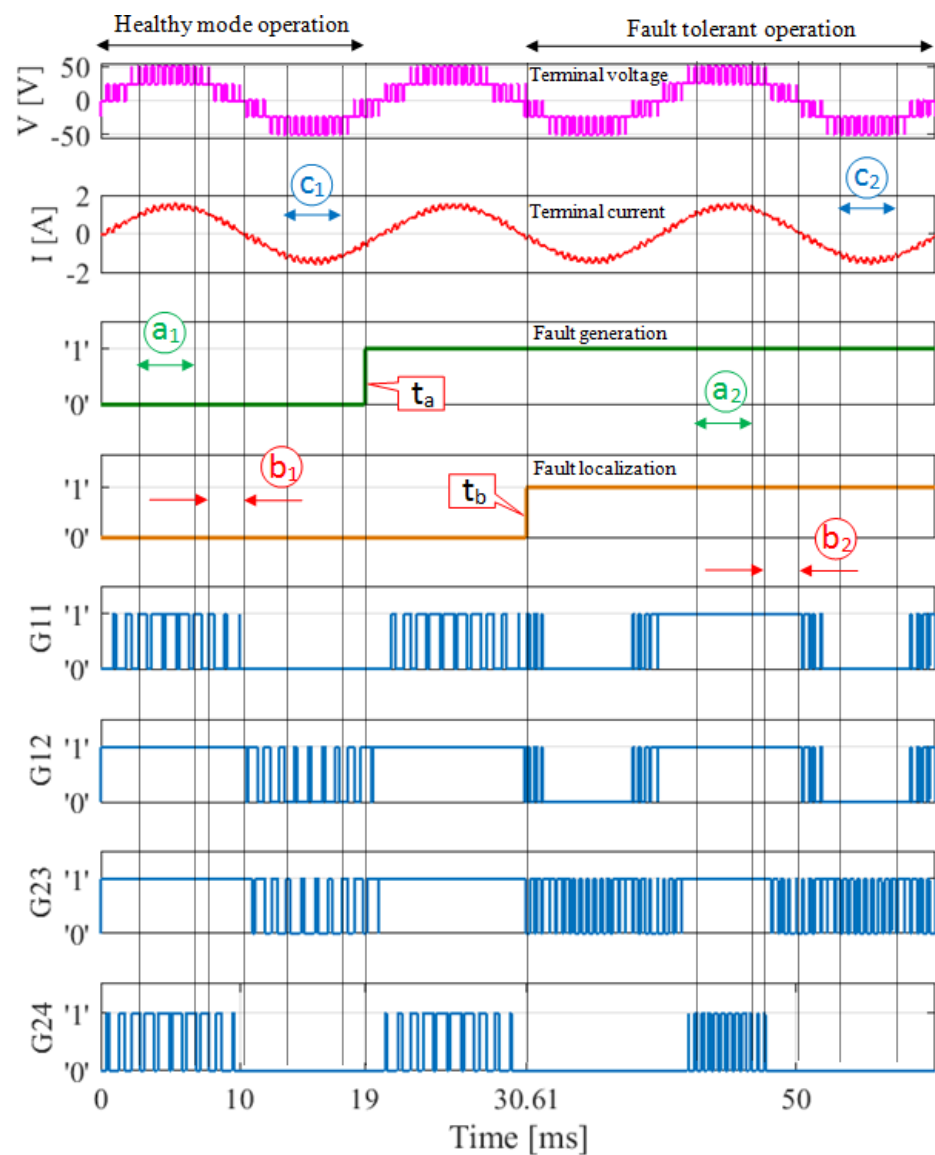 Healthy mode operation
Fault tolerant operation
V [V]
50
0
-50
Terminal voltage
c1
c2
I [A]
2
0
-2
Terminal current
a1
'1'
'0'
Fault generation
ta
a2
b1
'1'
'0'
Fault localization
tb
b2
G11
'1'
'0'
G12
'1'
'0'
G23
'1'
'0'
G24
'1'
'0'
0 10 19 30.61 50
Time [ms]